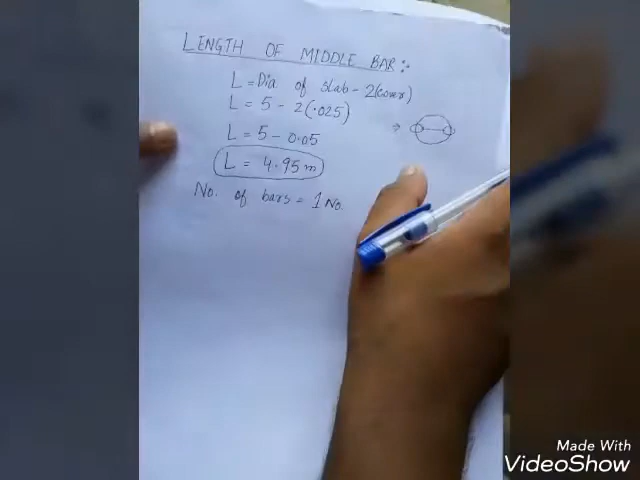 LENGTH OF MIDDLE BAR :-
L = Dia of slab - 2(cover)
L = 5 - 2(.025)
L = 5 - 0.05
L = 4.95m
No. of bars = 1 No.
Made With
VideoShow